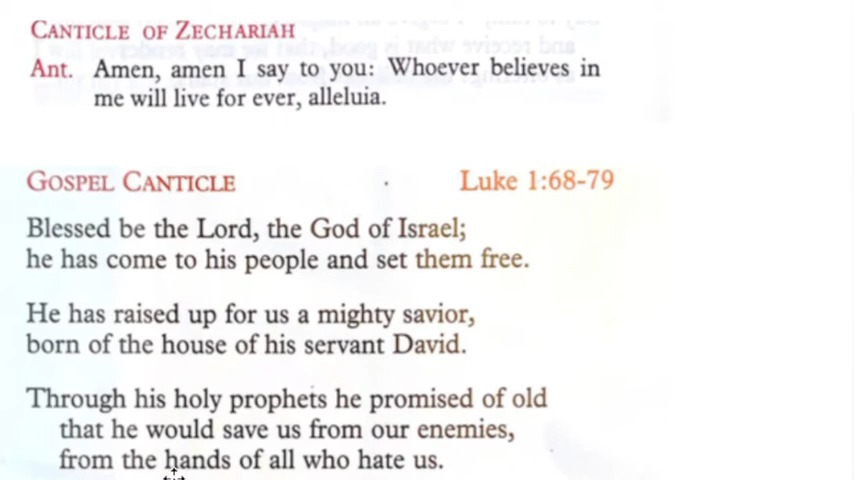 CANTICLE OF ZECHARIAH
Ant. Amen, amen I say to you: Whoever believes in
me will live for ever, alleluia.
GOSPEL CANTICLE Luke 1:68-79
Blessed be the Lord, the God of Israel;
he has come to his people and set them free.
He has raised up for us a mighty savior,
born of the house of his servant David.
Through his holy prophets he promised of old
that he would save us from our enemies,
from the hands of all who hate us.